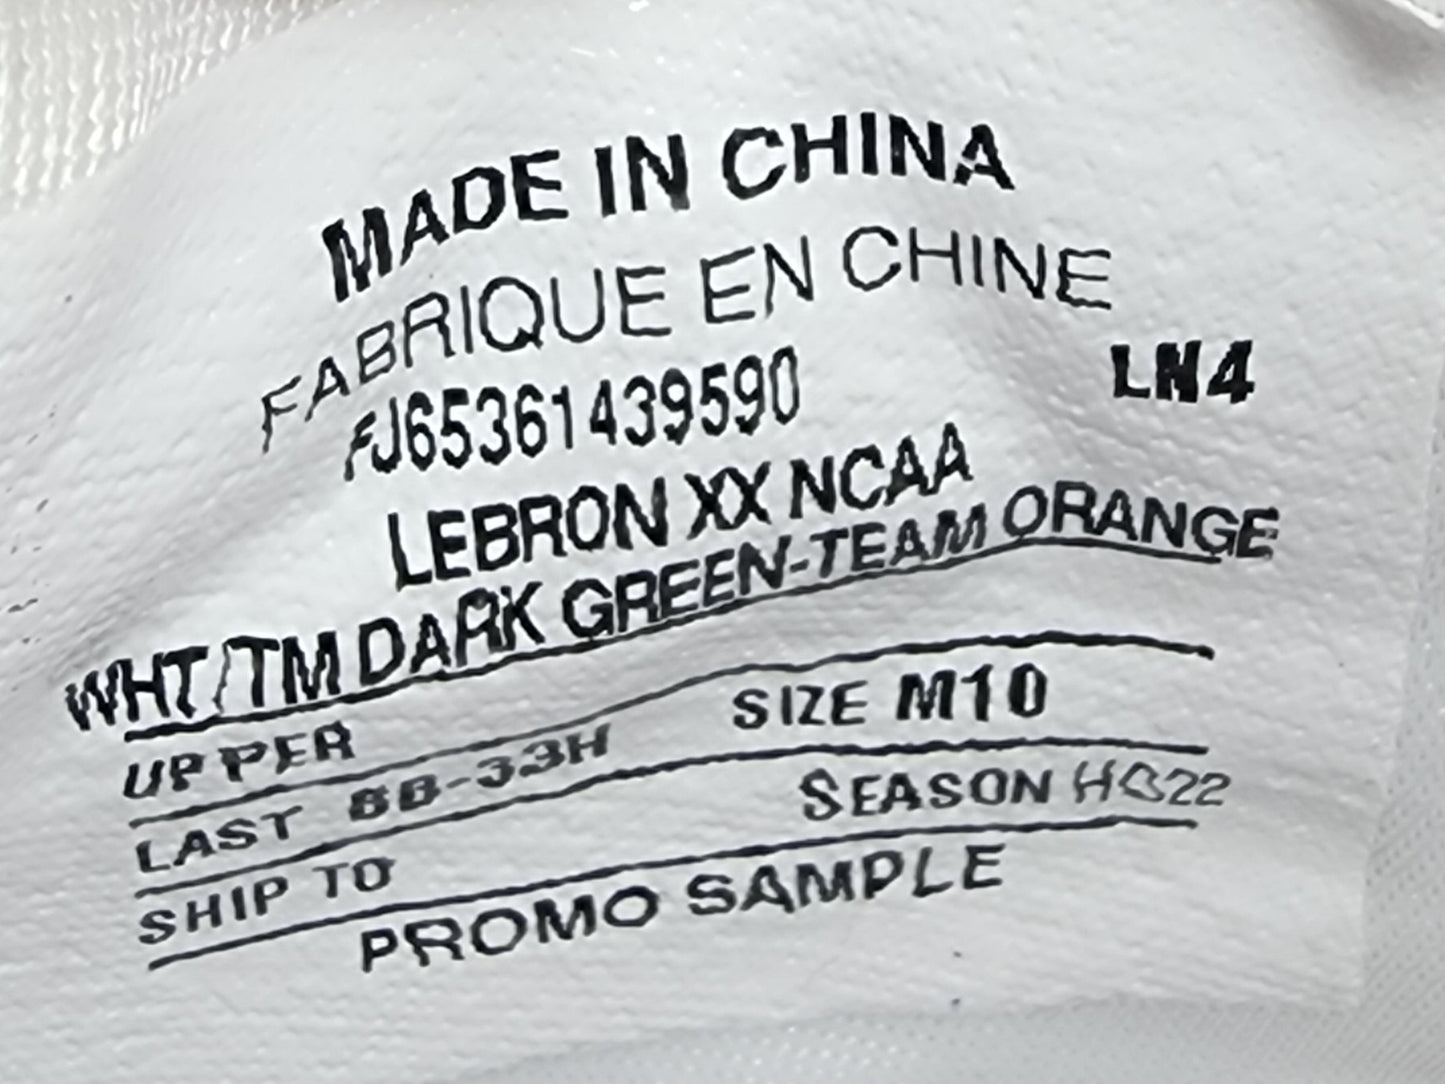 MADE IN CHINA
FABRIQUE EN CHINE
FJ65361439590
LN4
LEBRON XX NCAA
WHT/TM DARK GREEN-TEAM ORANGE
UPPER
SIZE M10
LAST BB-33H
SEASON HO22
SHIP TO
PROMO SAMPLE